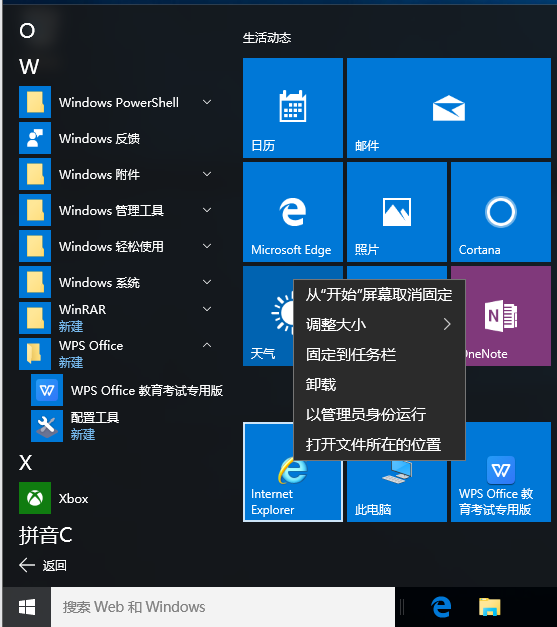 O
W
Windows PowerShell
Windows 反馈
Windows 附件
Windows 管理工具
Windows 轻松使用
Windows 系统
WinRAR
新建
WPS Office
新建
WPS Office 教育考试专用版
配置工具
新建
X
Xbox
拼音C
返回
生活动态
日历
邮件
Microsoft Edge
照片
Cortana
天气
OneNote
从"开始"屏幕取消固定
调整大小
固定到任务栏
卸载
以管理员身份运行
打开文件所在的位置
Internet
Explorer
此电脑
WPS Office 教
育考试专用版
搜索 Web 和 Windows